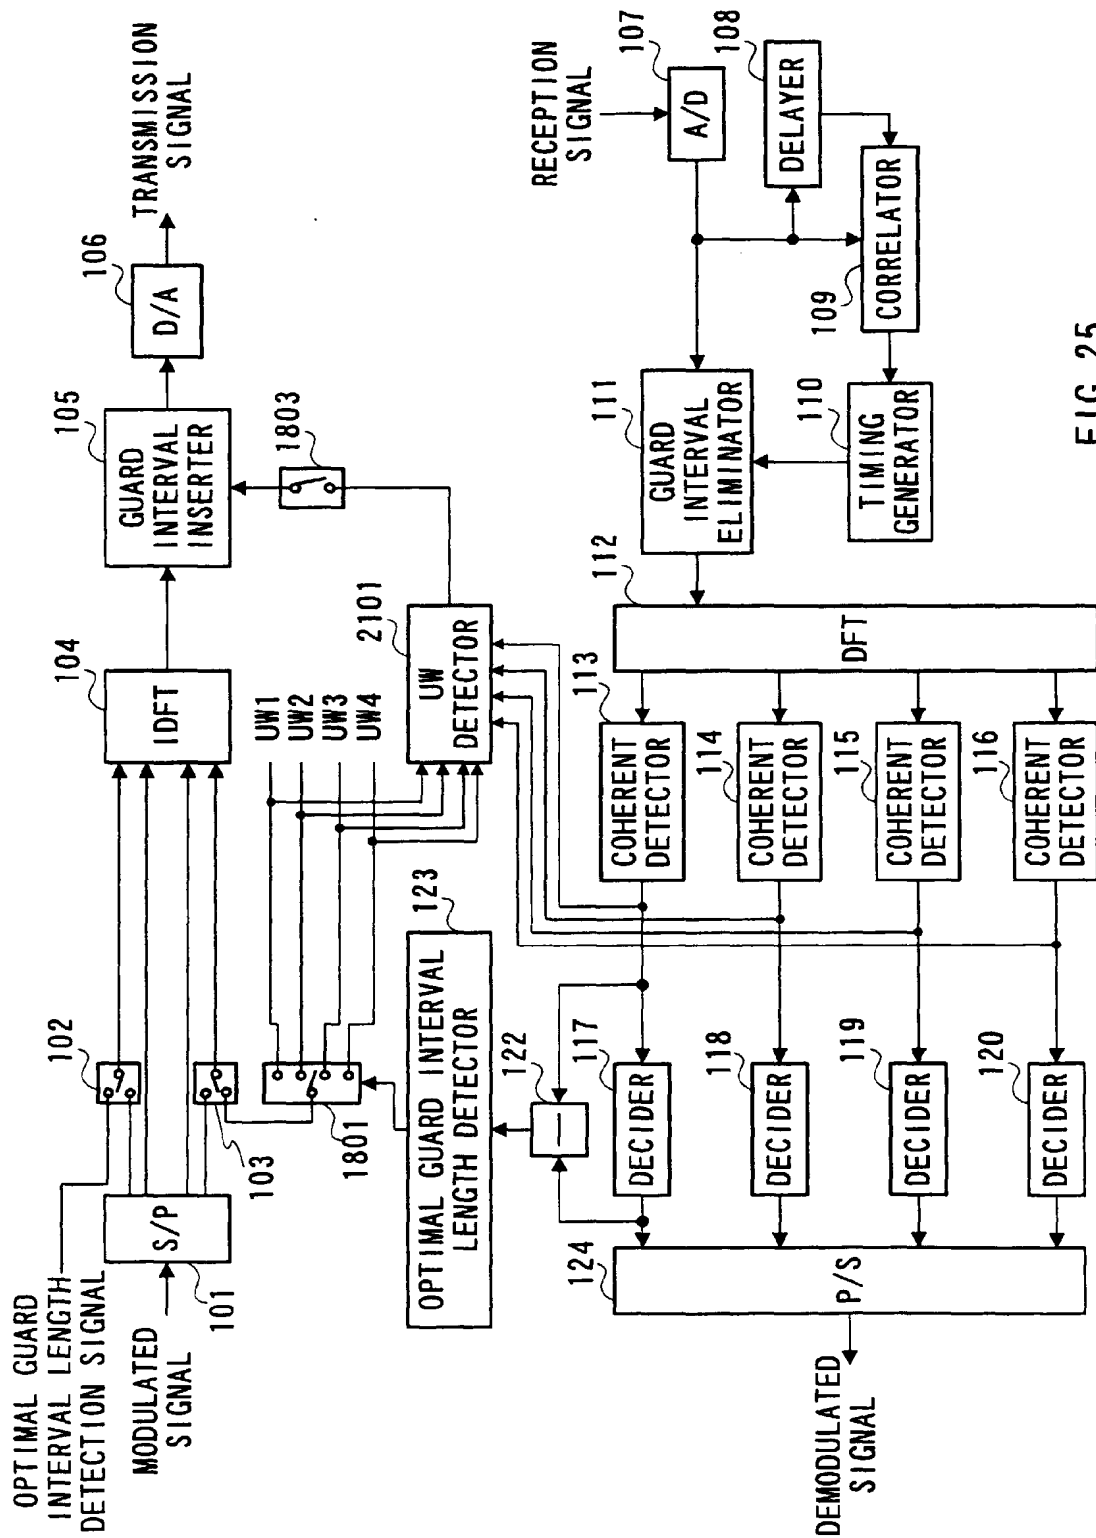 OPTIMAL GUARD
INTERVAL LENGTH
DETECTION SIGNAL
MODULATED
SIGNAL
101
S/P
102
103
104
IDFT
105
GUARD
INTERVAL
INSERTER
106
D/A
TRANSMISSION
SIGNAL
1801
UW1
UW2
UW3
UW4
1803
2101
UW
DETECTOR
123
OPTIMAL GUARD INTERVAL
LENGTH DETECTOR
122
RECEPTION
SIGNAL
107
A/D
108
DELAYER
109
CORRELATOR
110
TIMING
GENERATOR
111
GUARD
INTERVAL
ELIMINATOR
112
DFT
113
COHERENT
DETECTOR
114
COHERENT
DETECTOR
115
COHERENT
DETECTOR
116
COHERENT
DETECTOR
117
DECIDER
118
DECIDER
119
DECIDER
120
DECIDER
124
P/S
DEMODULATED
SIGNAL
FIG.25